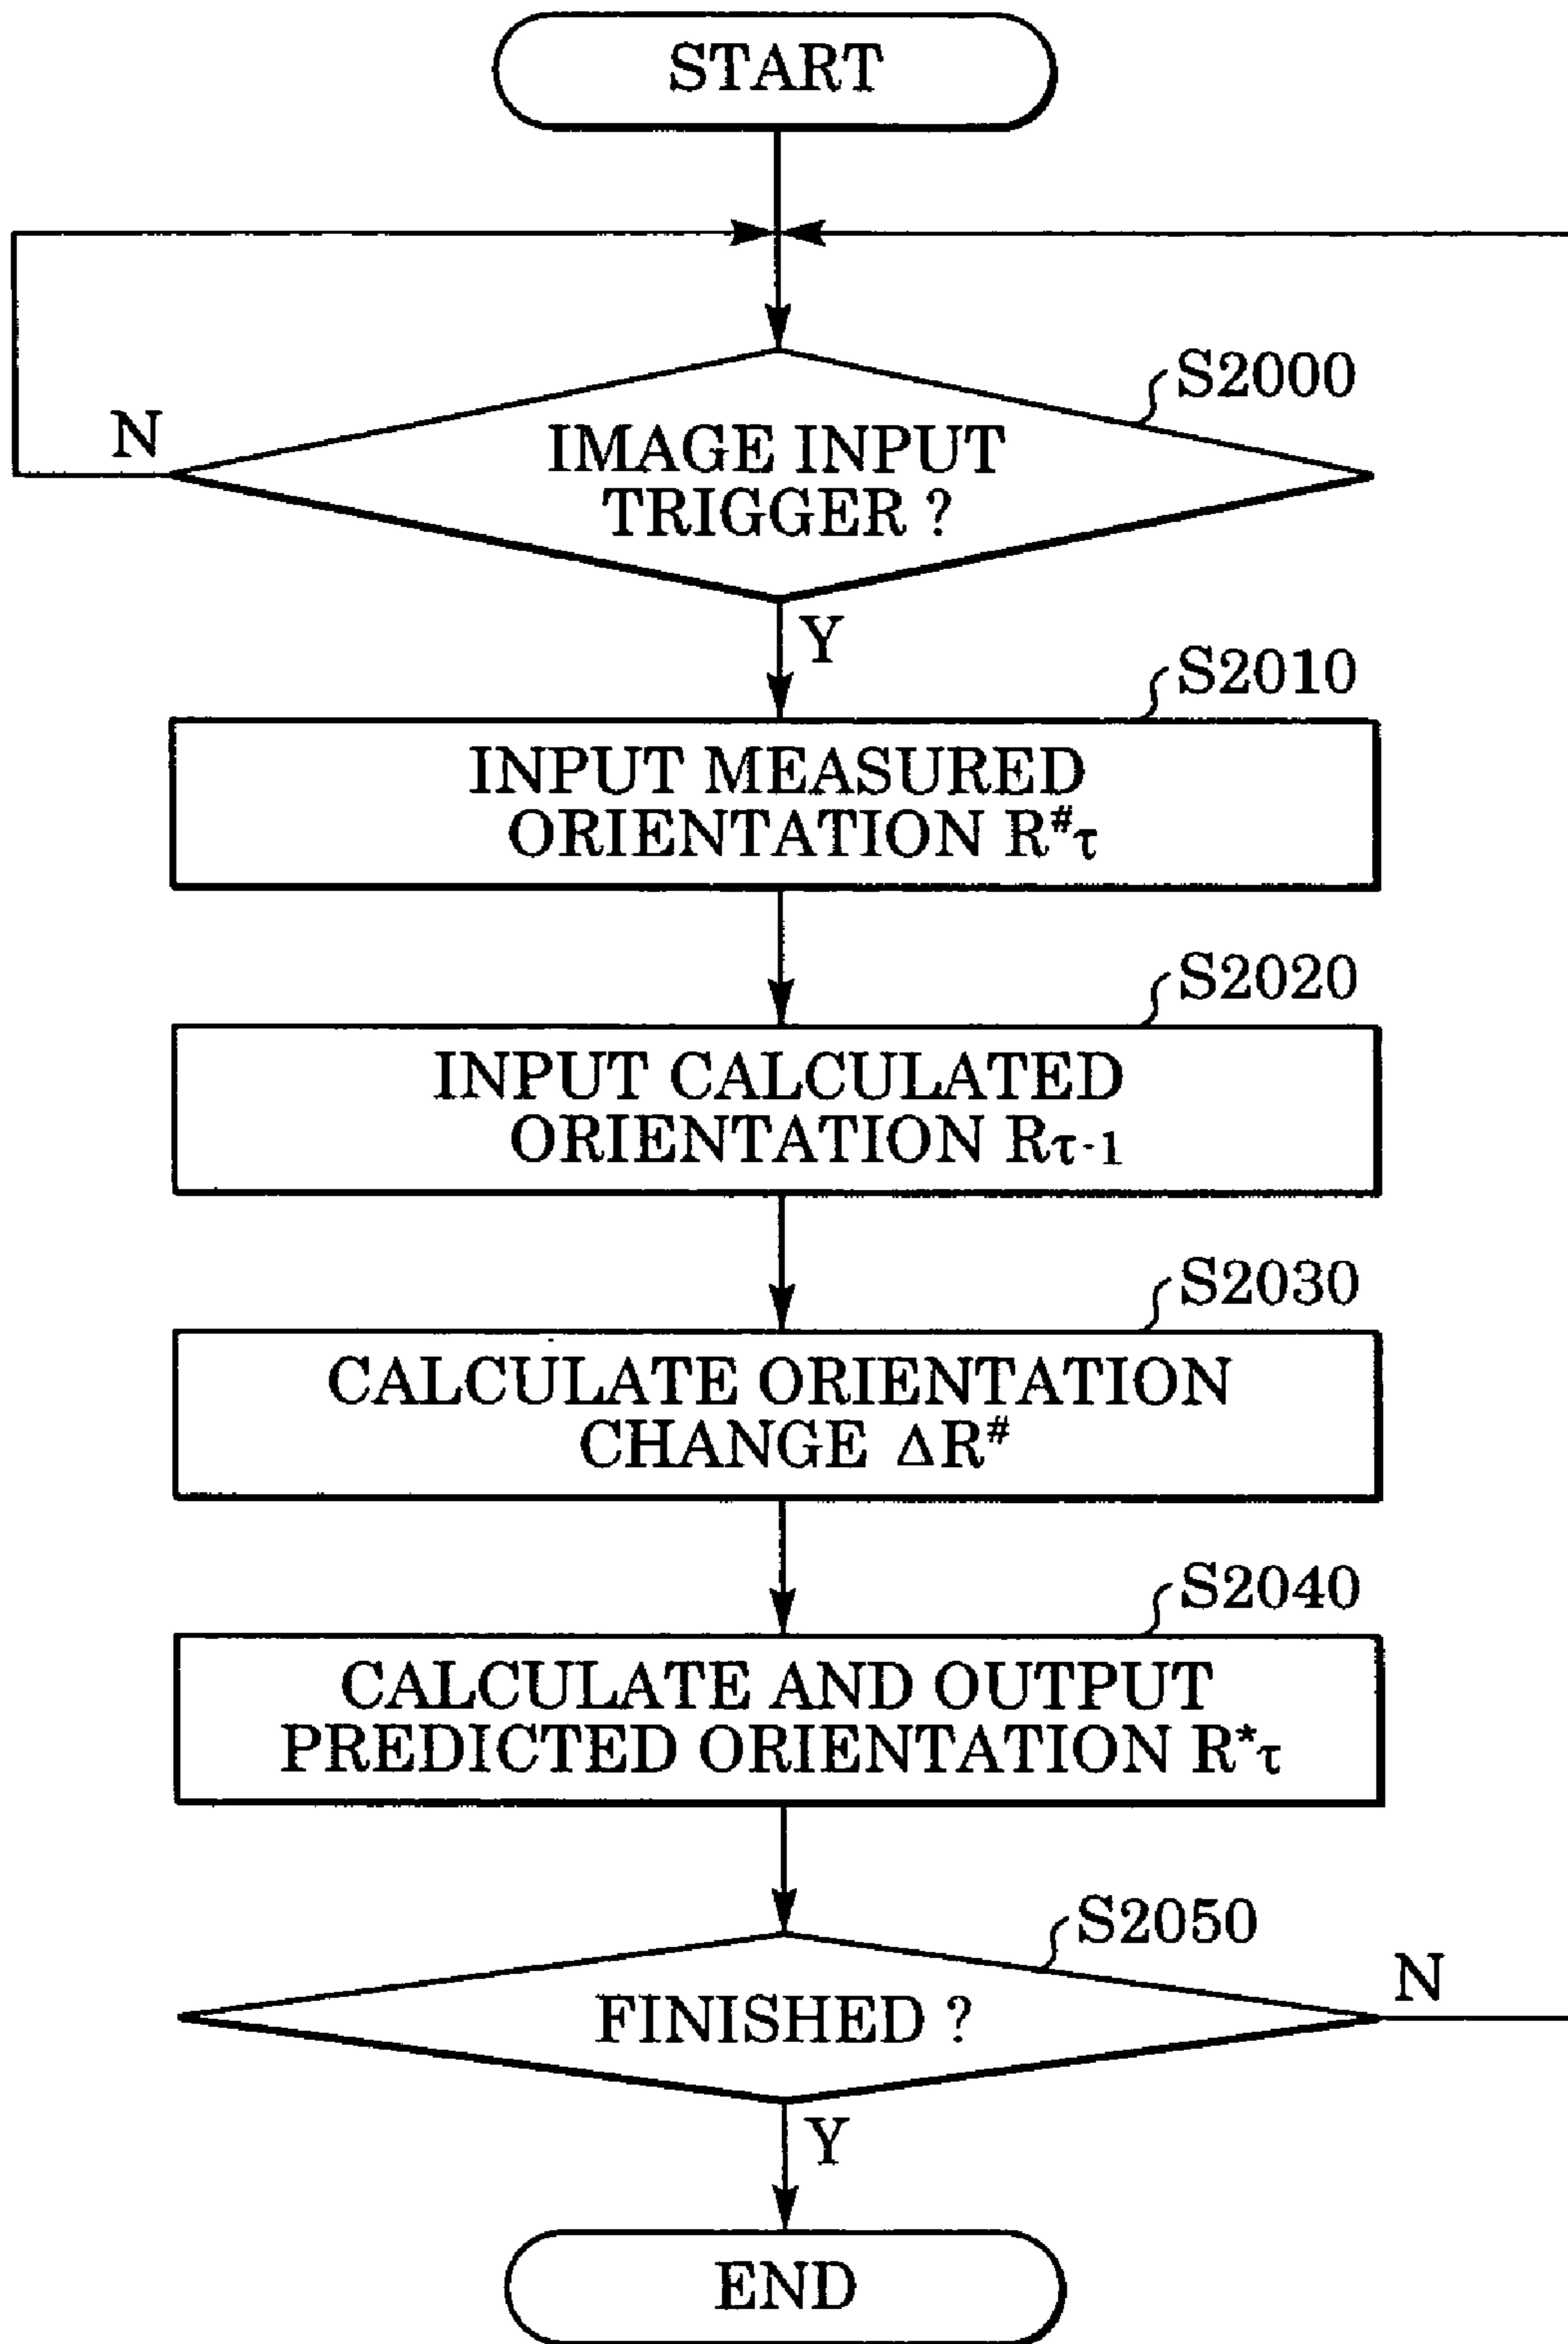 START
S2000
N
IMAGE INPUT
TRIGGER ?
Y
S2010
INPUT MEASURED
ORIENTATION R#τ
S2020
INPUT CALCULATED
ORIENTATION Rτ-1
S2030
CALCULATE ORIENTATION
CHANGE ΔR#
S2040
CALCULATE AND OUTPUT
PREDICTED ORIENTATION R*τ
S2050
N
FINISHED ?
Y
END